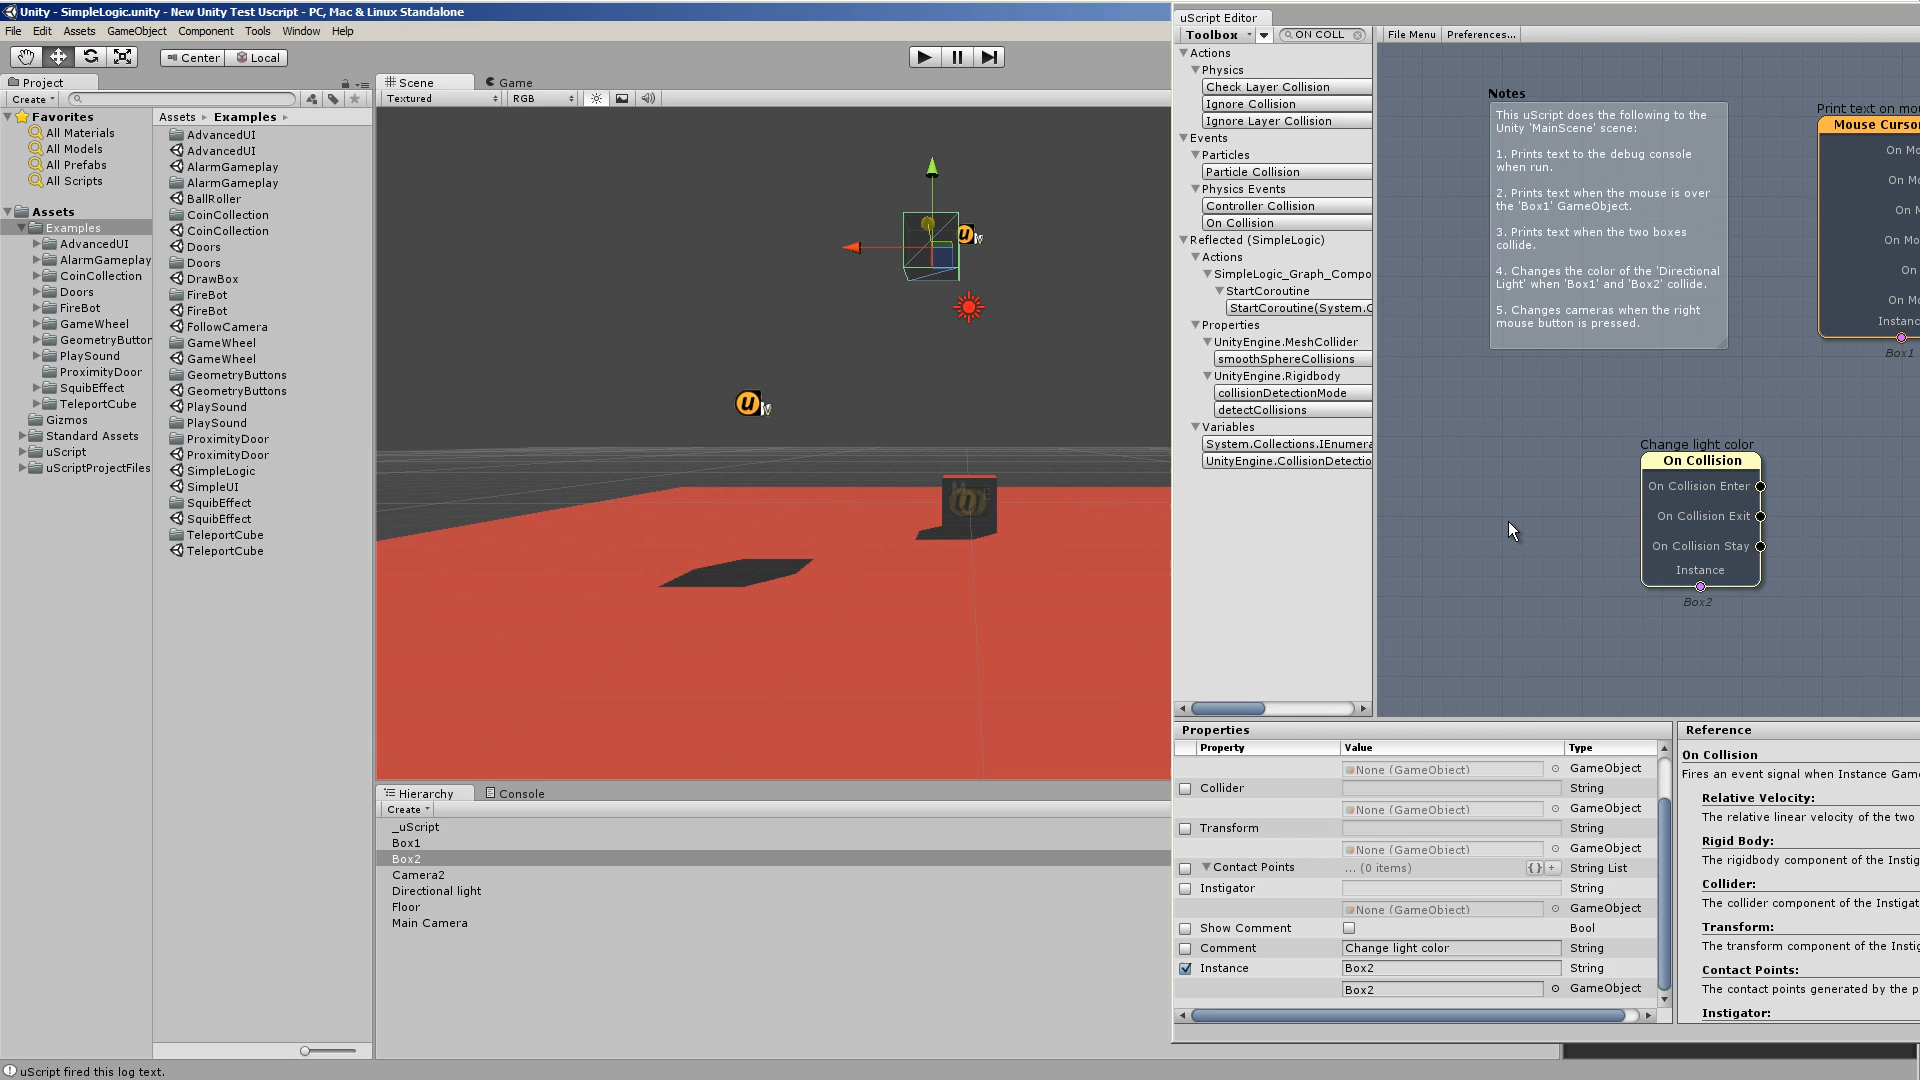 Unity - SimpleLogic.unity - New Unity Test Uscript - PC, Mac & Linux Standalone
File Edit Assets GameObject Component Tools Window Help
Center Local
Project
Create
Favorites
All Materials
All Models
All Prefabs
All Scripts
Assets
Examples
AdvancedUI
AlarmGameplay
CoinCollection
Doors
FireBot
GameWheel
GeometryButtor
PlaySound
ProximityDoor
SquibEffect
TeleportCube
Gizmos
Standard Assets
uScript
uScriptProjectFiles
Assets Examples
AdvancedUI
AdvancedUI
AlarmGameplay
AlarmGameplay
BallRoller
CoinCollection
CoinCollection
Doors
Doors
DrawBox
FireBot
FireBot
FollowCamera
GameWheel
GameWheel
GeometryButtons
GeometryButtons
PlaySound
PlaySound
ProximityDoor
ProximityDoor
SimpleLogic
SimpleUI
SquibEffect
SquibEffect
TeleportCube
TeleportCube
Scene Game
Textured RGB
Hierarchy Console
Create
_uScript
Box1
Box2
Camera2
Directional light
Floor
Main Camera
uScript fired this log text.
uScript Editor
Toolbox ON COLL
Actions
Physics
Check Layer Collision
Ignore Collision
Ignore Layer Collision
Events
Particles
Particle Collision
Physics Events
Controller Collision
On Collision
Reflected (SimpleLogic)
Actions
SimpleLogic_Graph_Compo
StartCoroutine
StartCoroutine(System.C
Properties
UnityEngine.MeshCollider
smoothSphereCollisions
UnityEngine.Rigidbody
collisionDetectionMode
detectCollisions
Variables
System.Collections.IEnumera
UnityEngine.CollisionDetectio
File Menu Preferences...
Notes
This uScript does the following to the
Unity 'MainScene' scene:
1. Prints text to the debug console
when run.
2. Prints text when the mouse is over
the 'Box1' GameObject.
3. Prints text when the two boxes
collide.
4. Changes the color of the 'Directional
Light' when 'Box1' and 'Box2' collide.
5. Changes cameras when the right
mouse button is pressed.
Print text on mou
Mouse Cursor
On Mo
On Mo
On M
On Mo
On
On Mo
Instanc
Box1
Change light color
On Collision
On Collision Enter
On Collision Exit
On Collision Stay
Instance
Box2
Properties
Property Value Type
None (GameObject) GameObject
Collider String
None (GameObject) GameObject
Transform String
None (GameObject) GameObject
Contact Points ... (0 items) {} + String List
Instigator String
None (GameObject) GameObject
Show Comment Bool
Comment Change light color String
Instance Box2 String
Box2 GameObject
Reference
On Collision
Fires an event signal when Instance Gam
Relative Velocity:
The relative linear velocity of the two
Rigid Body:
The rigidbody component of the Instig
Collider:
The collider component of the Instigat
Transform:
The transform component of the Instig
Contact Points:
The contact points generated by the p
Instigator: